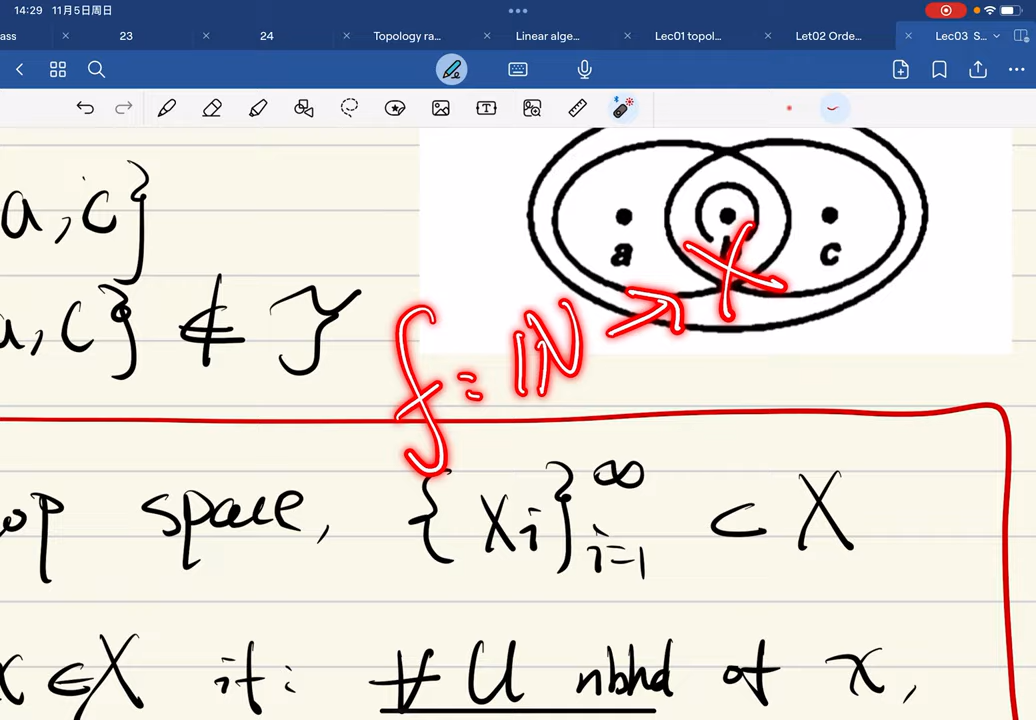 14:29 11月5日周日
ass 23 24 Topology ra... Linear alge... Lec01 topol... Let02 Orde... Lec03 S...
a b c
a,c}
a,c} ∉ 𝒯
f: ℕ → X
op space, {Xi}^∞_{i=1} ⊂ X
x ∈ X if: ∀ U nbhd of x,